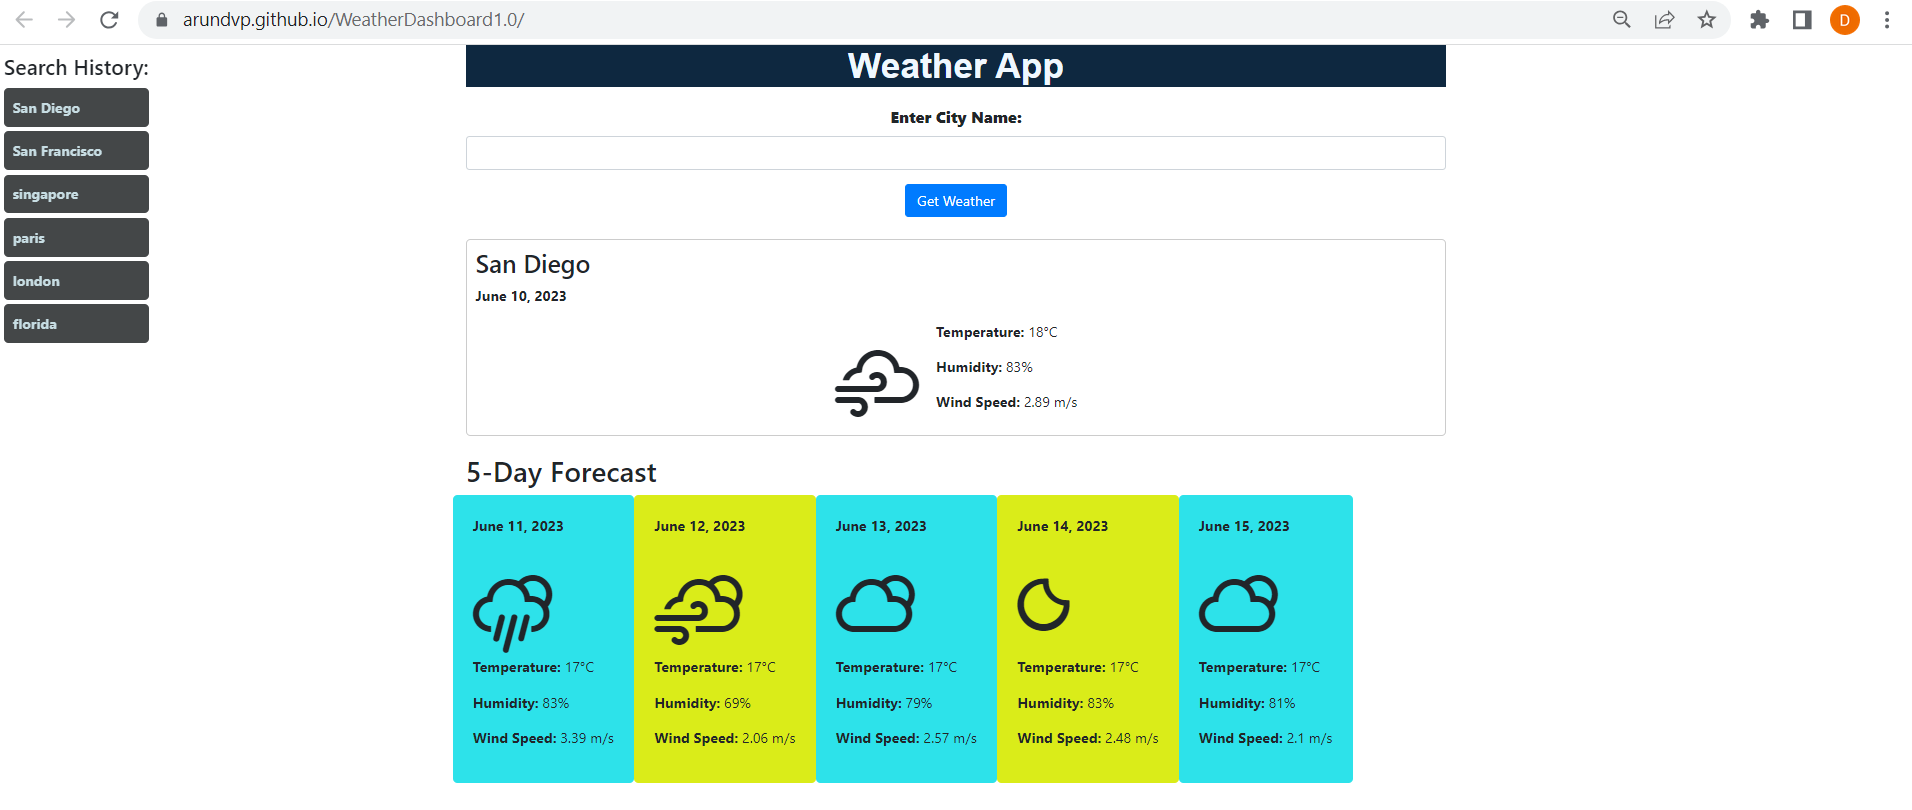 arundvp.github.io/WeatherDashboard1.0/
D
Search History:
San Diego
San Francisco
singapore
paris
london
florida
Weather App
Enter City Name:
Get Weather
San Diego
June 10, 2023
Temperature: 18°C
Humidity: 83%
Wind Speed: 2.89 m/s
5-Day Forecast
June 11, 2023
Temperature: 17°C
Humidity: 83%
Wind Speed: 3.39 m/s
June 12, 2023
Temperature: 17°C
Humidity: 69%
Wind Speed: 2.06 m/s
June 13, 2023
Temperature: 17°C
Humidity: 79%
Wind Speed: 2.57 m/s
June 14, 2023
Temperature: 17°C
Humidity: 83%
Wind Speed: 2.48 m/s
June 15, 2023
Temperature: 17°C
Humidity: 81%
Wind Speed: 2.1 m/s